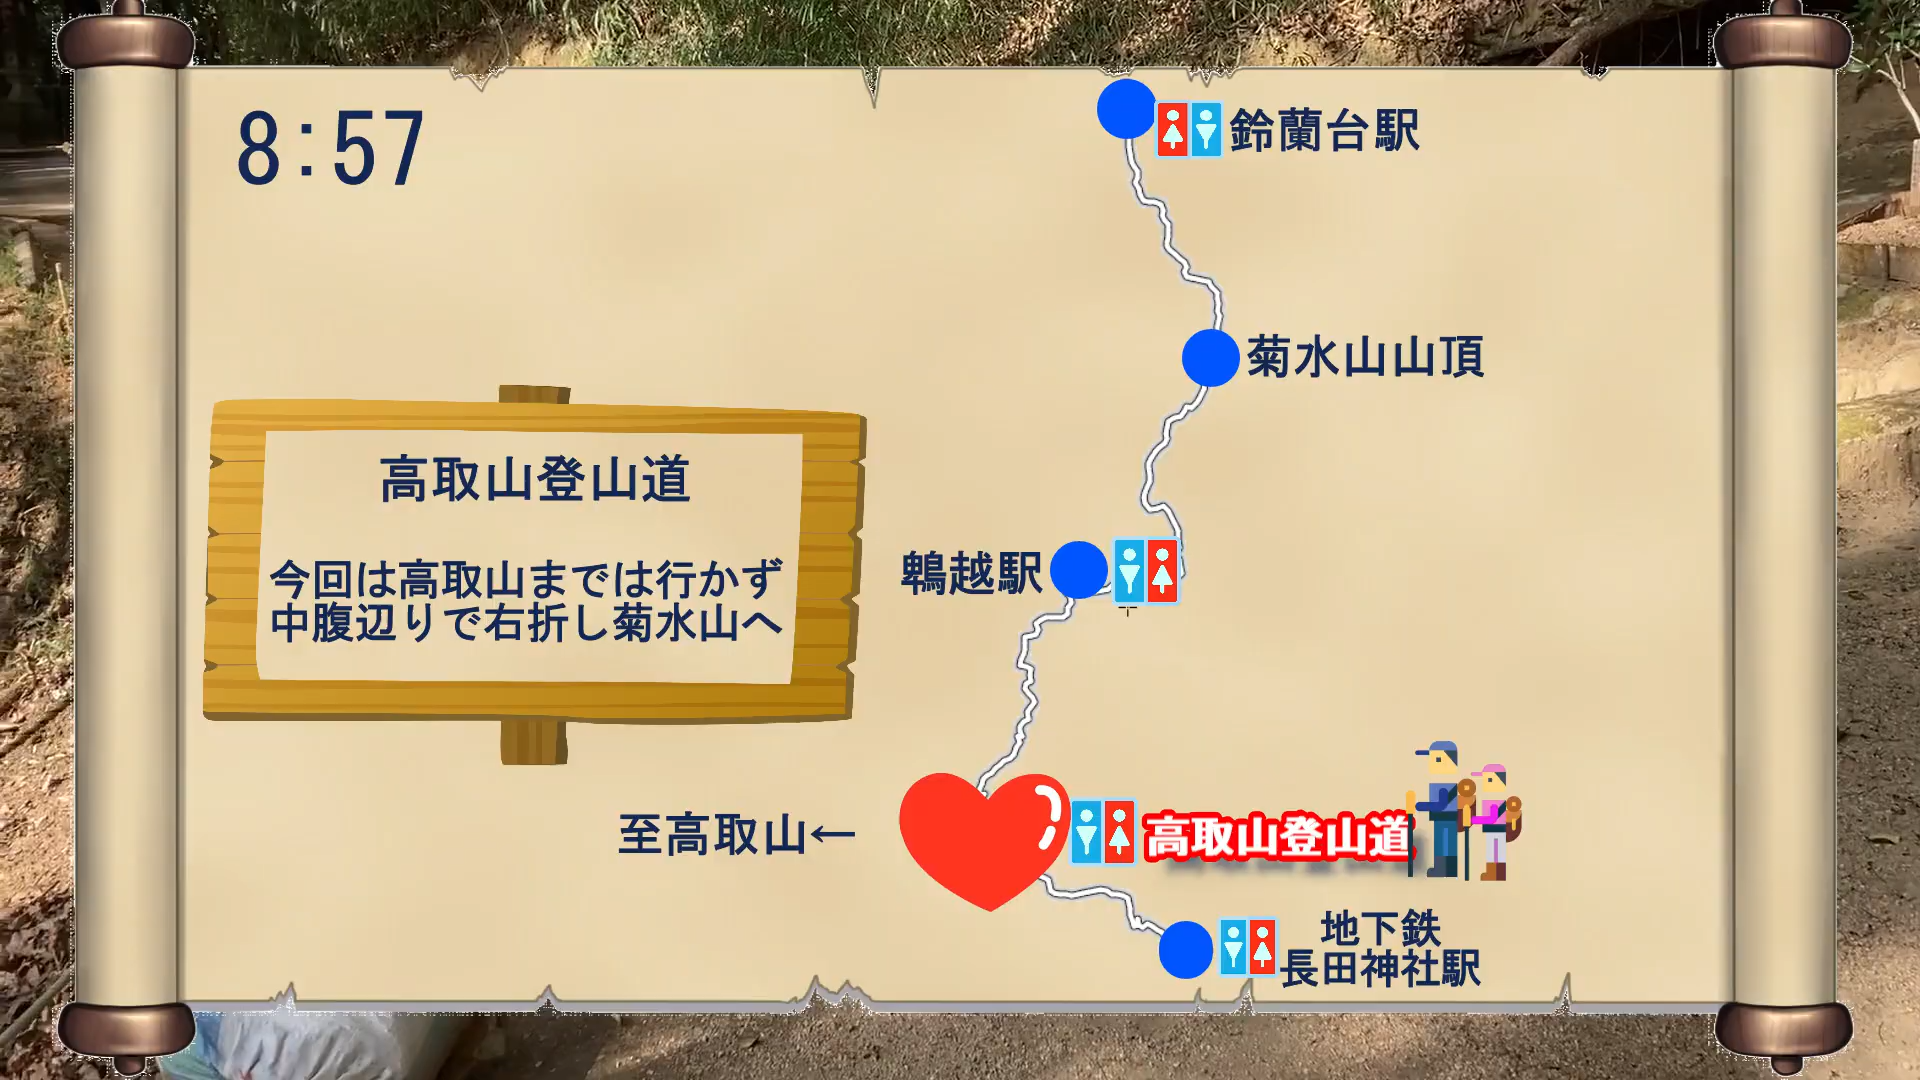 8:57
鈴蘭台駅
菊水山山頂
高取山登山道
今回は高取山までは行かず
中腹辺りで右折し菊水山へ
鵯越駅
至高取山←
高取山登山道
地下鉄
長田神社駅